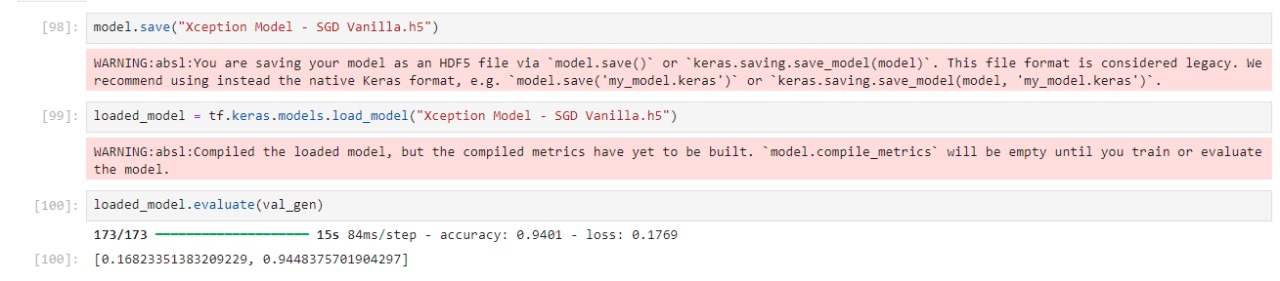 [98]: model.save("Xception Model - SGD Vanilla.h5")
WARNING:absl:You are saving your model as an HDF5 file via `model.save()` or `keras.saving.save_model(model)`. This file format is considered legacy. We
recommend using instead the native Keras format, e.g. `model.save('my_model.keras')` or `keras.saving.save_model(model, 'my_model.keras')`.
[99]: loaded_model = tf.keras.models.load_model("Xception Model - SGD Vanilla.h5")
WARNING:absl:Compiled the loaded model, but the compiled metrics have yet to be built. `model.compile_metrics` will be empty until you train or evaluate
the model.
[100]: loaded_model.evaluate(val_gen)
173/173 ━━━━━━━━━━━━━━━━━━━━ 15s 84ms/step - accuracy: 0.9401 - loss: 0.1769
[100]: [0.16823351383209229, 0.9448375701904297]